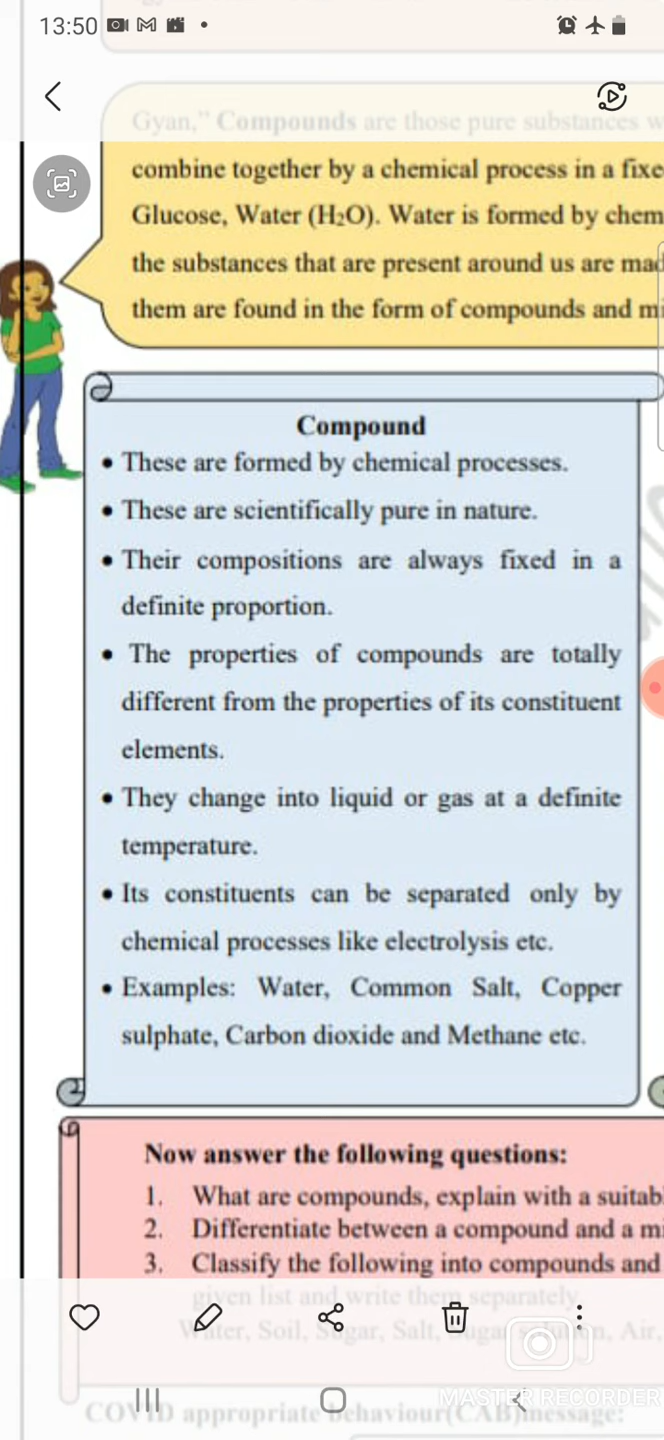 13:50
Gyan," Compounds are those pure substances w
combine together by a chemical process in a fixe
Glucose, Water (H₂O). Water is formed by chem
the substances that are present around us are mad
them are found in the form of compounds and mi
Compound
• These are formed by chemical processes.
• These are scientifically pure in nature.
• Their compositions are always fixed in a
definite proportion.
• The properties of compounds are totally
different from the properties of its constituent
elements.
• They change into liquid or gas at a definite
temperature.
• Its constituents can be separated only by
chemical processes like electrolysis etc.
• Examples: Water, Common Salt, Copper
sulphate, Carbon dioxide and Methane etc.
Now answer the following questions:
1. What are compounds, explain with a suitab
2. Differentiate between a compound and a mi
3. Classify the following into compounds and
given list and write them separately.
Water, Soil, Sugar, Salt, Sugar solution, Air,
MASTER RECORDER
COVID appropriate behaviour(CAB)message: